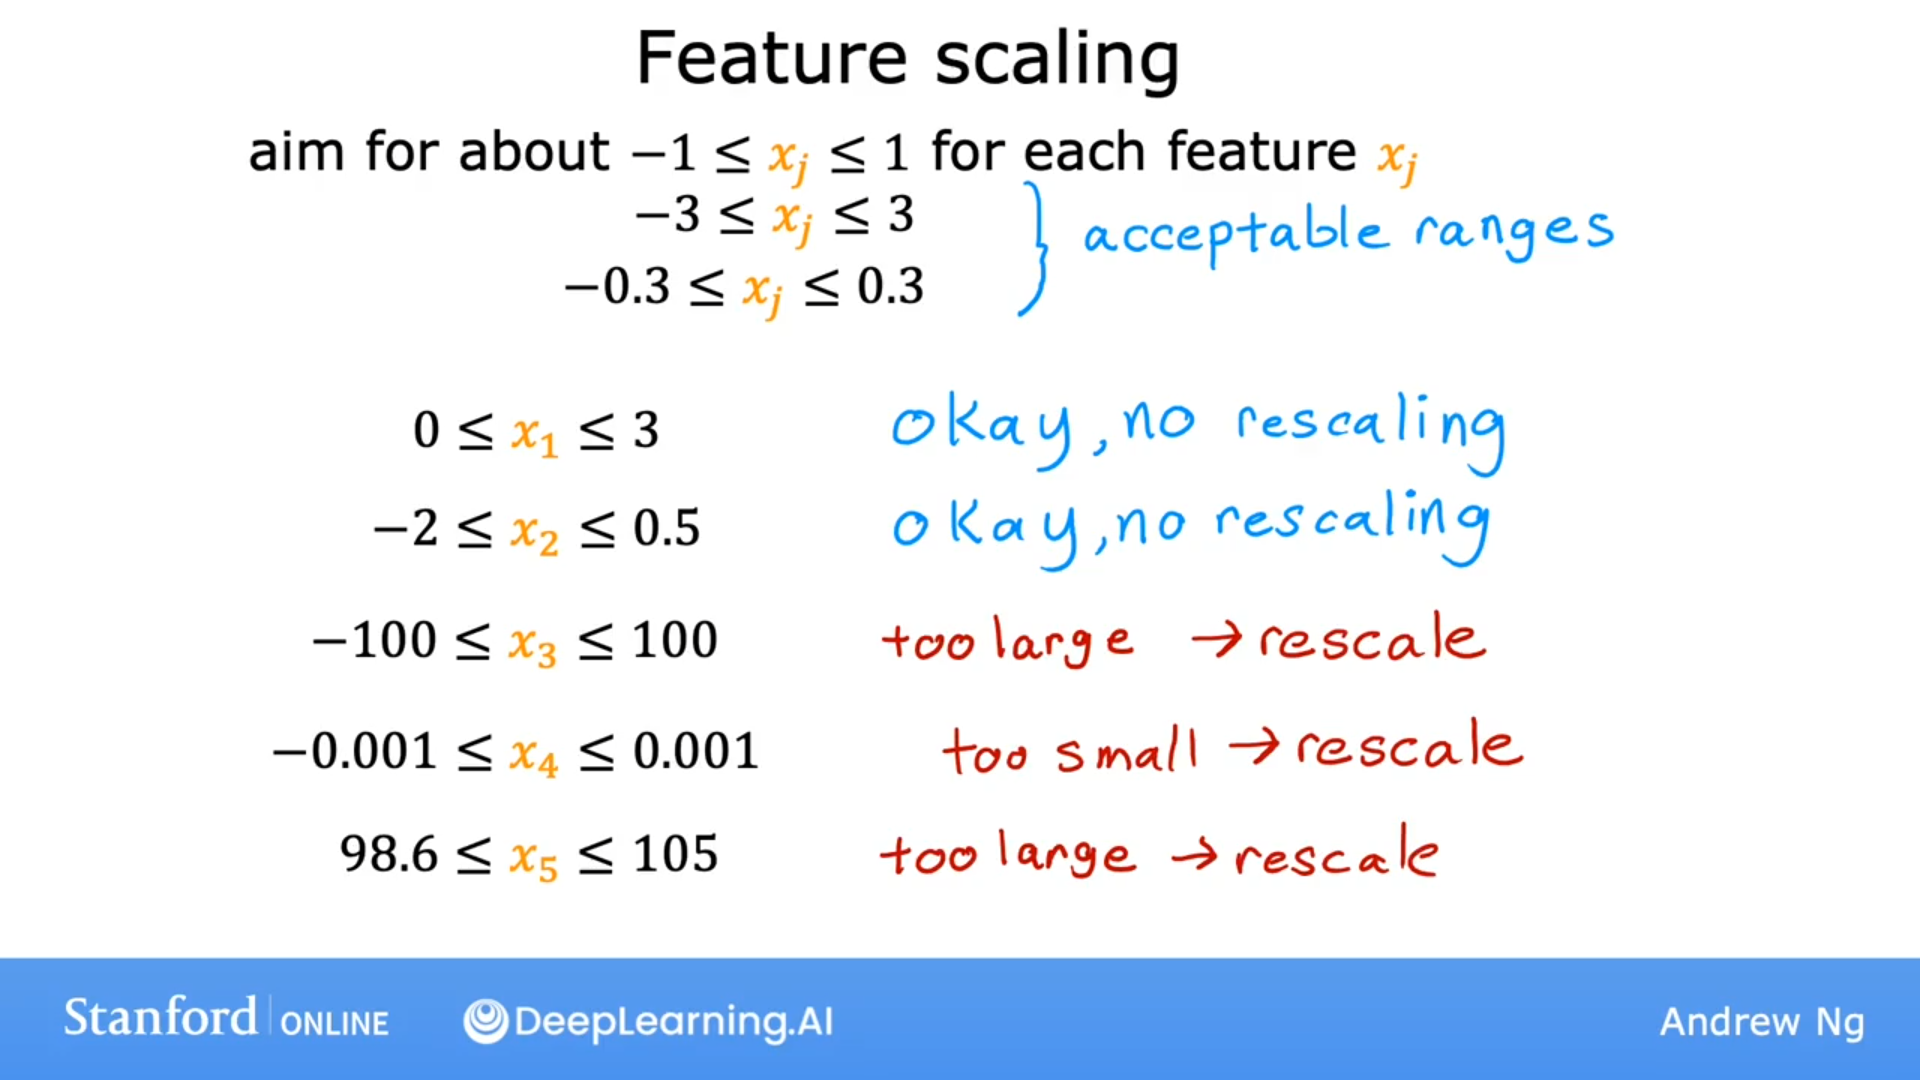 Feature scaling
aim for about −1 ≤ xⱼ ≤ 1 for each feature xⱼ
−3 ≤ xⱼ ≤ 3
−0.3 ≤ xⱼ ≤ 0.3
} acceptable ranges
0 ≤ x₁ ≤ 3 okay, no rescaling
−2 ≤ x₂ ≤ 0.5 okay, no rescaling
−100 ≤ x₃ ≤ 100 too large → rescale
−0.001 ≤ x₄ ≤ 0.001 too small → rescale
98.6 ≤ x₅ ≤ 105 too large → rescale
Stanford | ONLINE DeepLearning.AI Andrew Ng